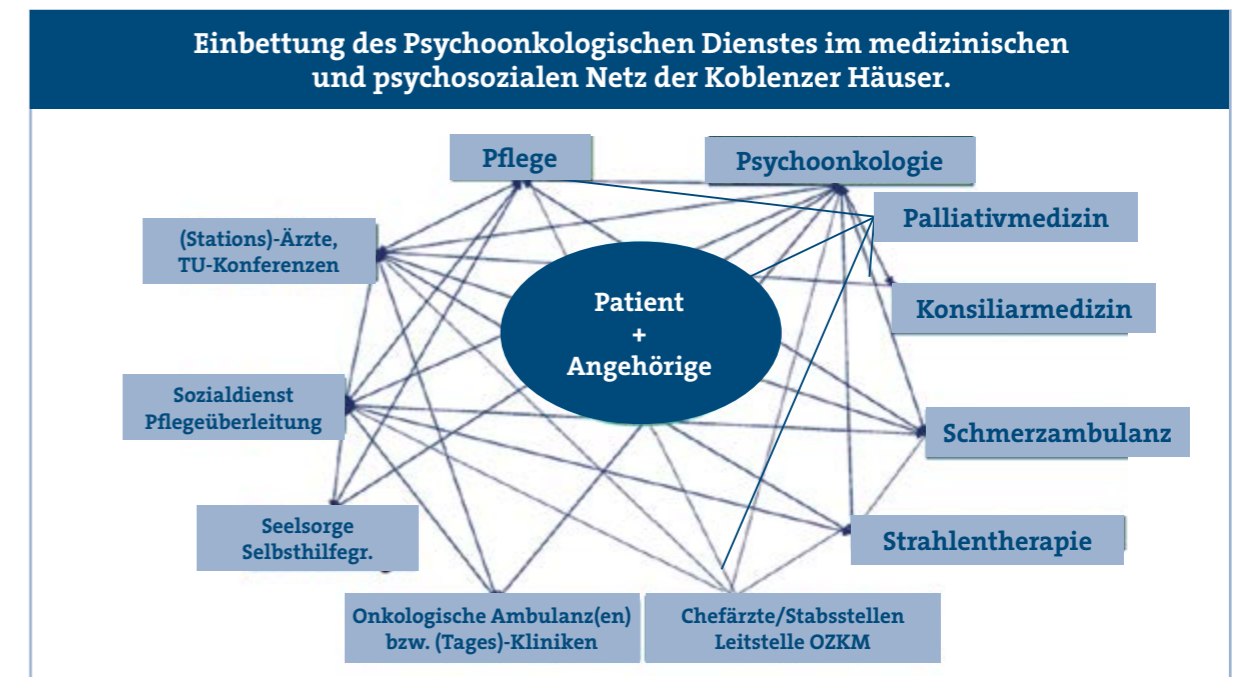 Einbettung des Psychoonkologischen Dienstes im medizinischen
und psychosozialen Netz der Koblenzer Häuser.
Pflege
Psychoonkologie
Palliativmedizin
(Stations)-Ärzte,
TU-Konferenzen
Konsiliarmedizin
Patient
+
Angehörige
Sozialdienst
Pflegeüberleitung
Schmerzambulanz
Seelsorge
Selbsthilfegr.
Strahlentherapie
Onkologische Ambulanz(en)
bzw. (Tages)-Kliniken
Chefärzte/Stabsstellen
Leitstelle OZKM